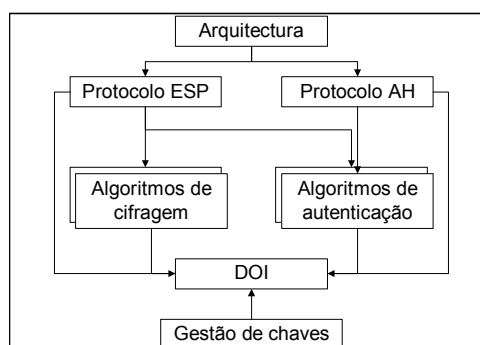 Arquitectura
Protocolo ESP
Protocolo AH
Algoritmos de
cifragem
Algoritmos de
autenticação
DOI
Gestão de chaves